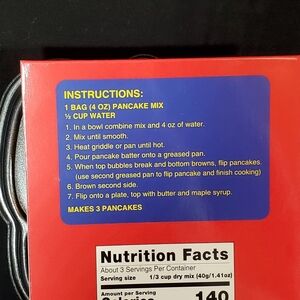 INSTRUCTIONS:
1 BAG (4 OZ) PANCAKE MIX
½ CUP WATER
1. In a bowl combine mix and 4 oz of water.
2. Mix until smooth.
3. Heat griddle or pan until hot.
4. Pour pancake batter onto a greased pan.
5. When top bubbles break and bottom browns, flip pancakes.
(use second greased pan to flip pancake and finish cooking)
6. Brown second side.
7. Flip onto a plate, top with butter and maple syrup.
MAKES 3 PANCAKES
Nutrition Facts
About 3 Servings Per Container
Serving size 1/3 cup dry mix (40g/1.41oz)
Amount per Serving
Calories 140